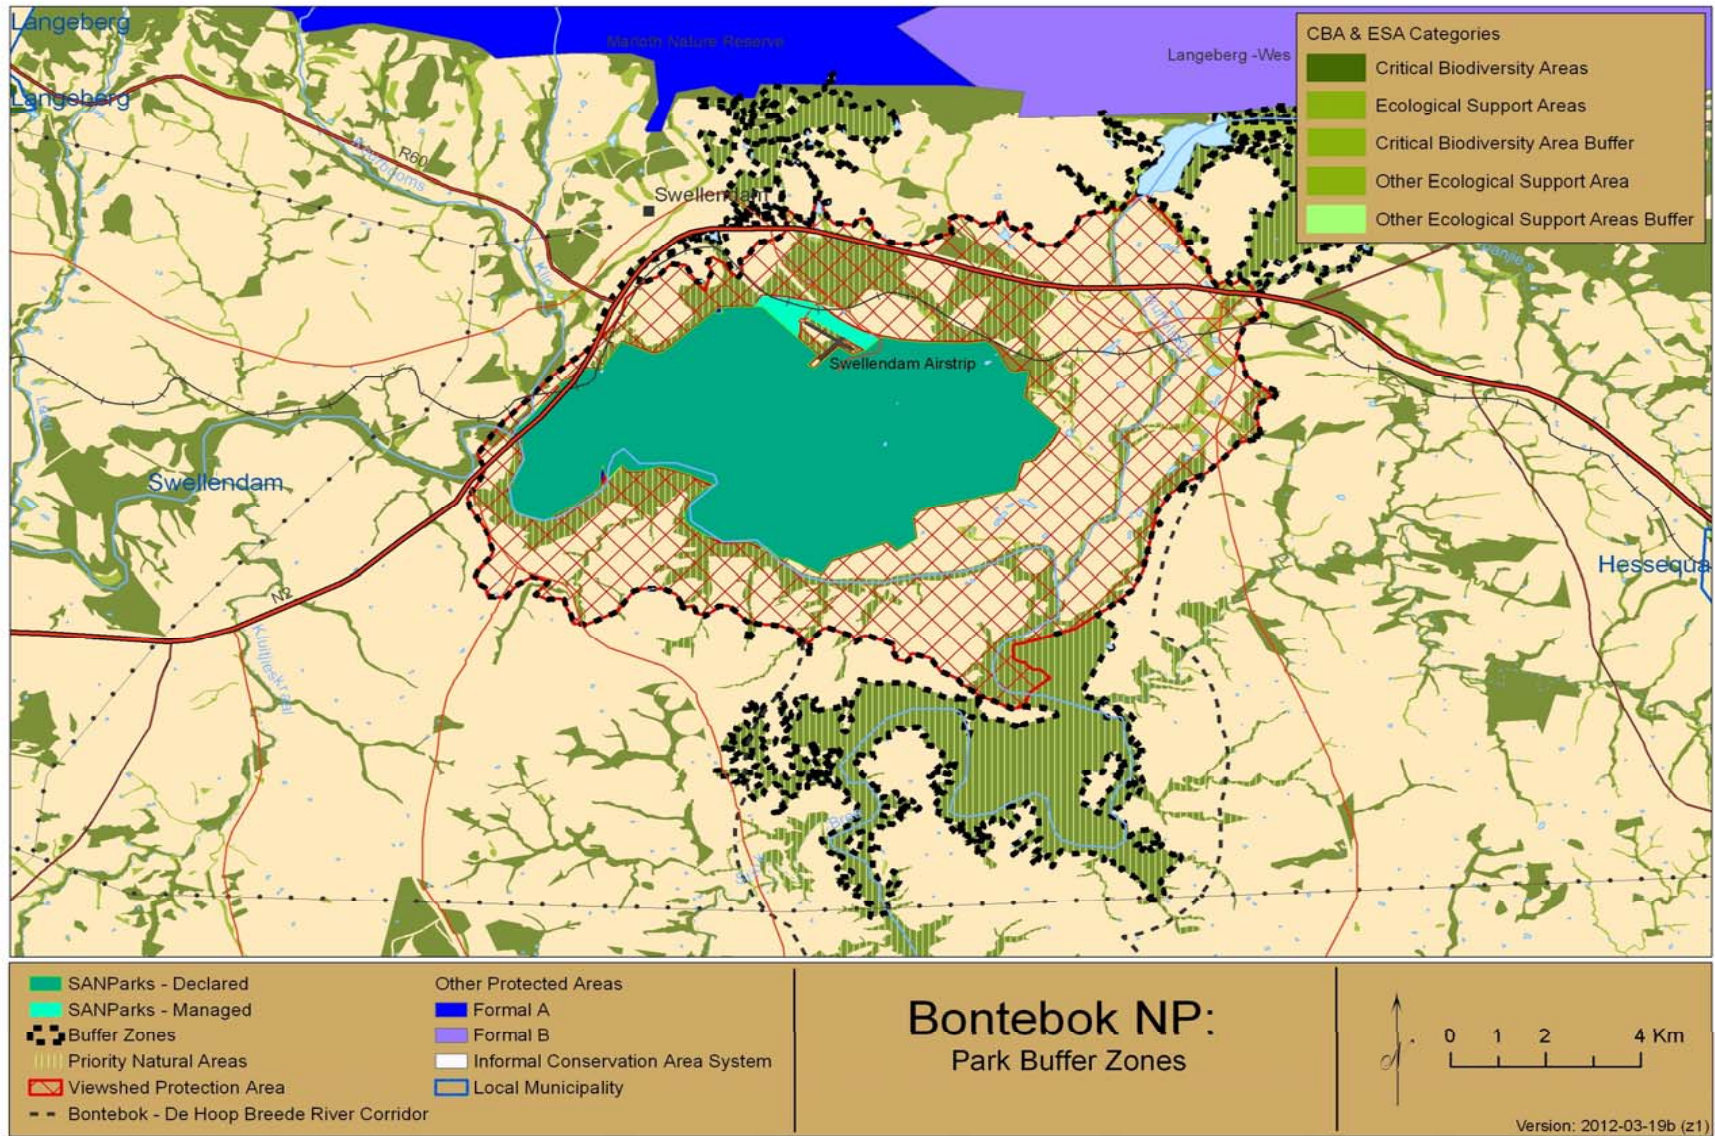 Langeberg
Marloth Nature Reserve
Langeberg -Wes
CBA & ESA Categories
Critical Biodiversity Areas
Ecological Support Areas
Critical Biodiversity Area Buffer
Other Ecological Support Area
Other Ecological Support Areas Buffer
Langeberg
R60
Swellendam
Swellendam Airstrip
Swellendam
Hessequa
N2
Kluitjieskraal
SANParks - Declared
SANParks - Managed
Buffer Zones
Priority Natural Areas
Viewshed Protection Area
Bontebok - De Hoop Breede River Corridor
Other Protected Areas
Formal A
Formal B
Informal Conservation Area System
Local Municipality
Bontebok NP:
Park Buffer Zones
0 1 2 4 Km
Version: 2012-03-19b (z1)